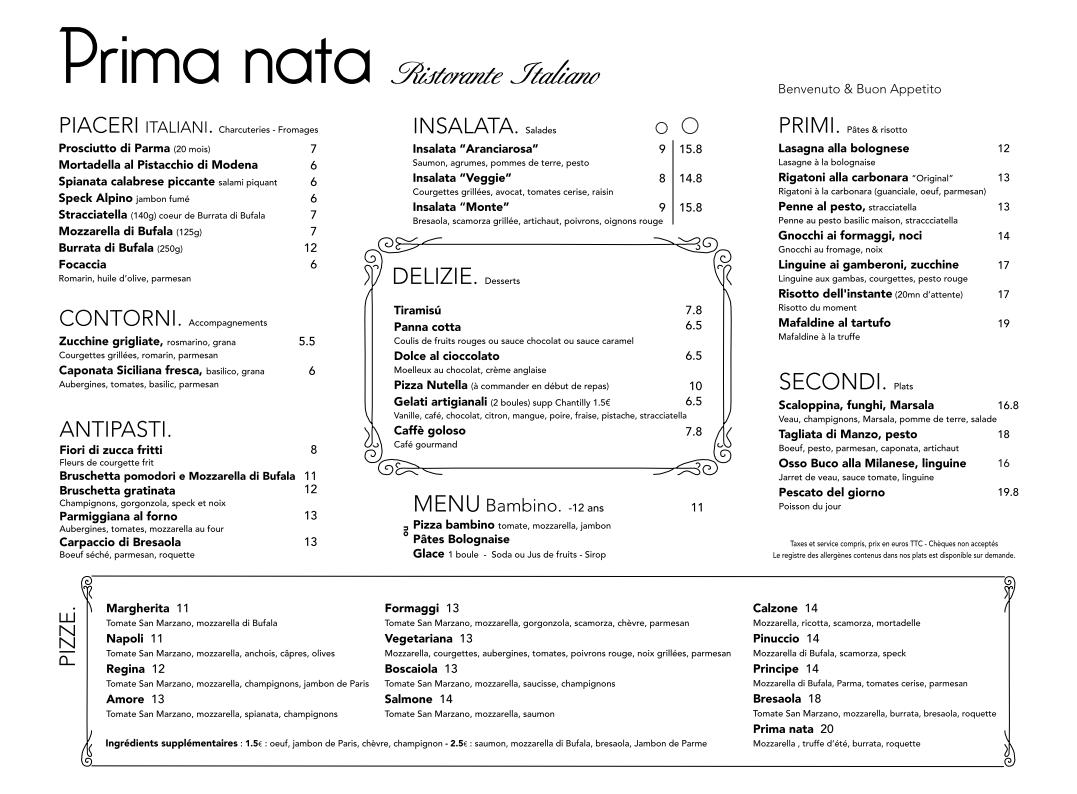 Prima nata Ristorante Italiano
Benvenuto & Buon Appetito
PIACERI ITALIANI. Charcuteries - Fromages
Prosciutto di Parma (20 mois) 7
Mortadella al Pistacchio di Modena 6
Spianata calabrese piccante salami piquant 6
Speck Alpino jambon fumé 6
Stracciatella (140g) coeur de Burrata di Bufala 7
Mozzarella di Bufala (125g) 7
Burrata di Bufala (250g) 12
Focaccia 6
Romarin, huile d'olive, parmesan
CONTORNI. Accompagnements
Zucchine grigliate, rosmarino, grana 5.5
Courgettes grillées, romarin, parmesan
Caponata Siciliana fresca, basilico, grana 6
Aubergines, tomates, basilic, parmesan
ANTIPASTI.
Fiori di zucca fritti 8
Fleurs de courgette frit
Bruschetta pomodori e Mozzarella di Bufala 11
Bruschetta gratinata 12
Champignons, gorgonzola, speck et noix
Parmiggiana al forno 13
Aubergines, tomates, mozzarella au four
Carpaccio di Bresaola 13
Boeuf séché, parmesan, roquette
INSALATA. Salades
Insalata "Aranciarosa" 9 15.8
Saumon, agrumes, pommes de terre, pesto
Insalata "Veggie" 8 14.8
Courgettes grillées, avocat, tomates cerise, raisin
Insalata "Monte" 9 15.8
Bresaola, scamorza grillée, artichaut, poivrons, oignons rouge
DELIZIE. Desserts
Tiramisú 7.8
Panna cotta 6.5
Coulis de fruits rouges ou sauce chocolat ou sauce caramel
Dolce al cioccolato 6.5
Moelleux au chocolat, crème anglaise
Pizza Nutella (à commander en début de repas) 10
Gelati artigianali (2 boules) supp Chantilly 1.5€ 6.5
Vanille, café, chocolat, citron, mangue, poire, fraise, pistache, stracciatella
Caffè goloso 7.8
Café gourmand
MENU Bambino. -12 ans 11
Pizza bambino tomate, mozzarella, jambon
ou
Pâtes Bolognaise
Glace 1 boule - Soda ou Jus de fruits - Sirop
PRIMI. Pâtes & risotto
Lasagna alla bolognese 12
Lasagne à la bolognaise
Rigatoni alla carbonara "Original" 13
Rigatoni à la carbonara (guanciale, oeuf, parmesan)
Penne al pesto, stracciatella 13
Penne au pesto basilic maison, straccciatella
Gnocchi ai formaggi, noci 14
Gnocchi au fromage, noix
Linguine ai gamberoni, zucchine 17
Linguine aux gambas, courgettes, pesto rouge
Risotto dell'instante (20mn d'attente) 17
Risotto du moment
Mafaldine al tartufo 19
Mafaldine à la truffe
SECONDI. Plats
Scaloppina, funghi, Marsala 16.8
Veau, champignons, Marsala, pomme de terre, salade
Tagliata di Manzo, pesto 18
Boeuf, pesto, parmesan, caponata, artichaut
Osso Buco alla Milanese, linguine 16
Jarret de veau, sauce tomate, linguine
Pescato del giorno 19.8
Poisson du jour
Taxes et service compris, prix en euros TTC - Chèques non acceptés
Le registre des allergènes contenus dans nos plats est disponible sur demande.
PIZZE.
Margherita 11
Tomate San Marzano, mozzarella di Bufala
Napoli 11
Tomate San Marzano, mozzarella, anchois, câpres, olives
Regina 12
Tomate San Marzano, mozzarella, champignons, jambon de Paris
Amore 13
Tomate San Marzano, mozzarella, spianata, champignons
Formaggi 13
Tomate San Marzano, mozzarella, gorgonzola, scamorza, chèvre, parmesan
Vegetariana 13
Mozzarella, courgettes, aubergines, tomates, poivrons rouge, noix grillées, parmesan
Boscaiola 13
Tomate San Marzano, mozzarella, saucisse, champignons
Salmone 14
Tomate San Marzano, mozzarella, saumon
Calzone 14
Mozzarella, ricotta, scamorza, mortadelle
Pinuccio 14
Mozzarella di Bufala, scamorza, speck
Principe 14
Mozzarella di Bufala, Parma, tomates cerise, parmesan
Bresaola 18
Tomate San Marzano, mozzarella, burrata, bresaola, roquette
Prima nata 20
Mozzarella , truffe d'été, burrata, roquette
Ingrédients supplémentaires : 1.5€ : oeuf, jambon de Paris, chèvre, champignon - 2.5€ : saumon, mozzarella di Bufala, bresaola, Jambon de Parme